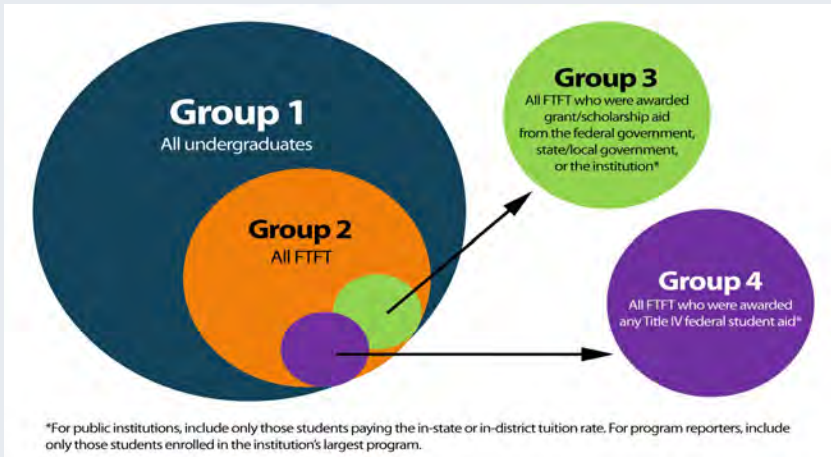 Group 1
All undergraduates
Group 2
All FTFT
Group 3
All FTFT who were awarded
grant/scholarship aid
from the federal government,
state/local government,
or the institution*
Group 4
All FTFT who were awarded
any Title IV federal student aid*
*For public institutions, include only those students paying the in-state or in-district tuition rate. For program reporters, include
only those students enrolled in the institution's largest program.